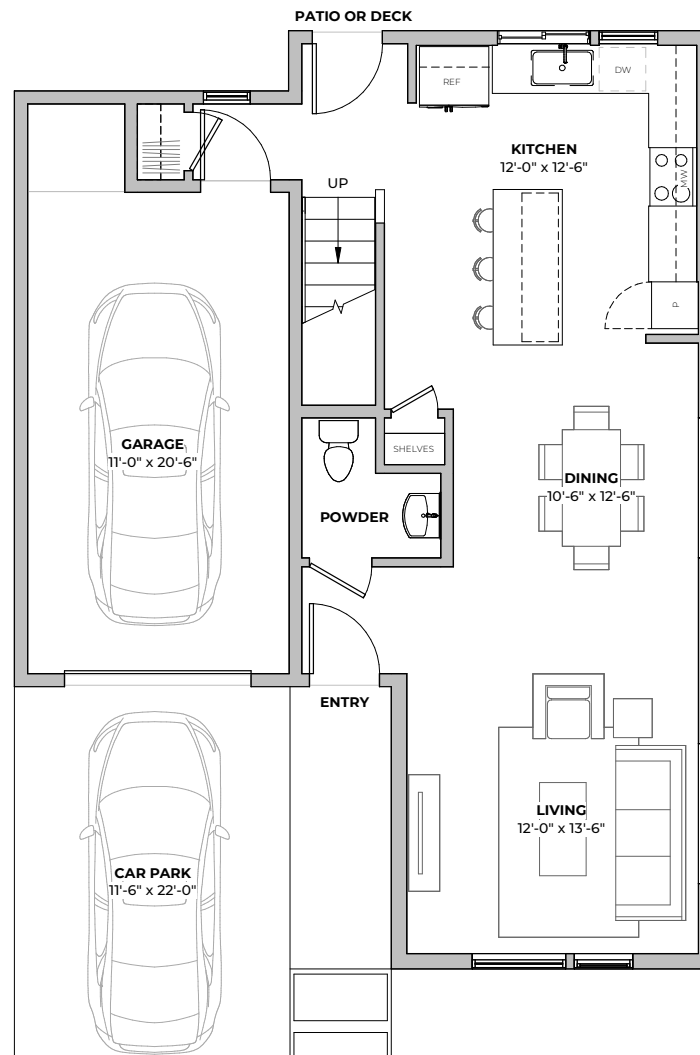 PATIO OR DECK
REF
DW
KITCHEN
12'-0" x 12'-6"
MW
UP
P
GARAGE
11'-0" x 20'-6"
SHELVES
DINING
10'-6" x 12'-6"
POWDER
ENTRY
LIVING
12'-0" x 13'-6"
CAR PARK
11'-6" x 22'-0"